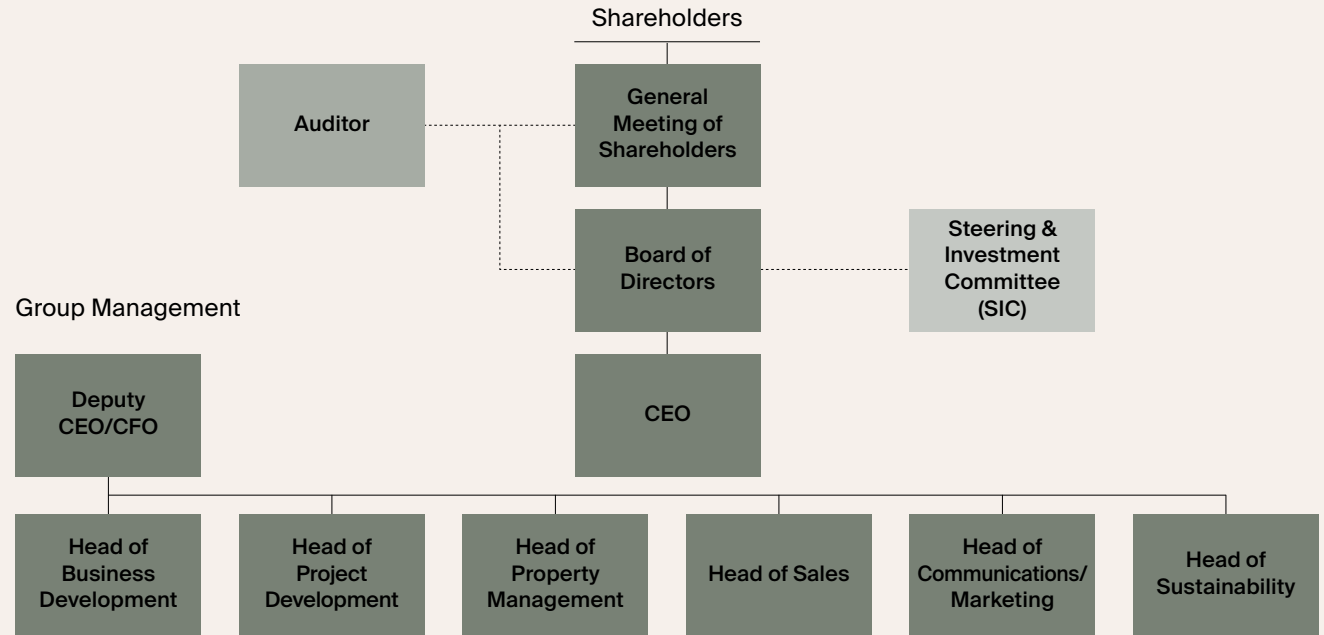 Shareholders
Auditor
General
Meeting of
Shareholders
Board of
Directors
Steering &
Investment
Committee
(SIC)
Group Management
Deputy
CEO/CFO
CEO
Head of
Business
Development
Head of
Project
Development
Head of
Property
Management
Head of Sales
Head of
Communications/
Marketing
Head of
Sustainability